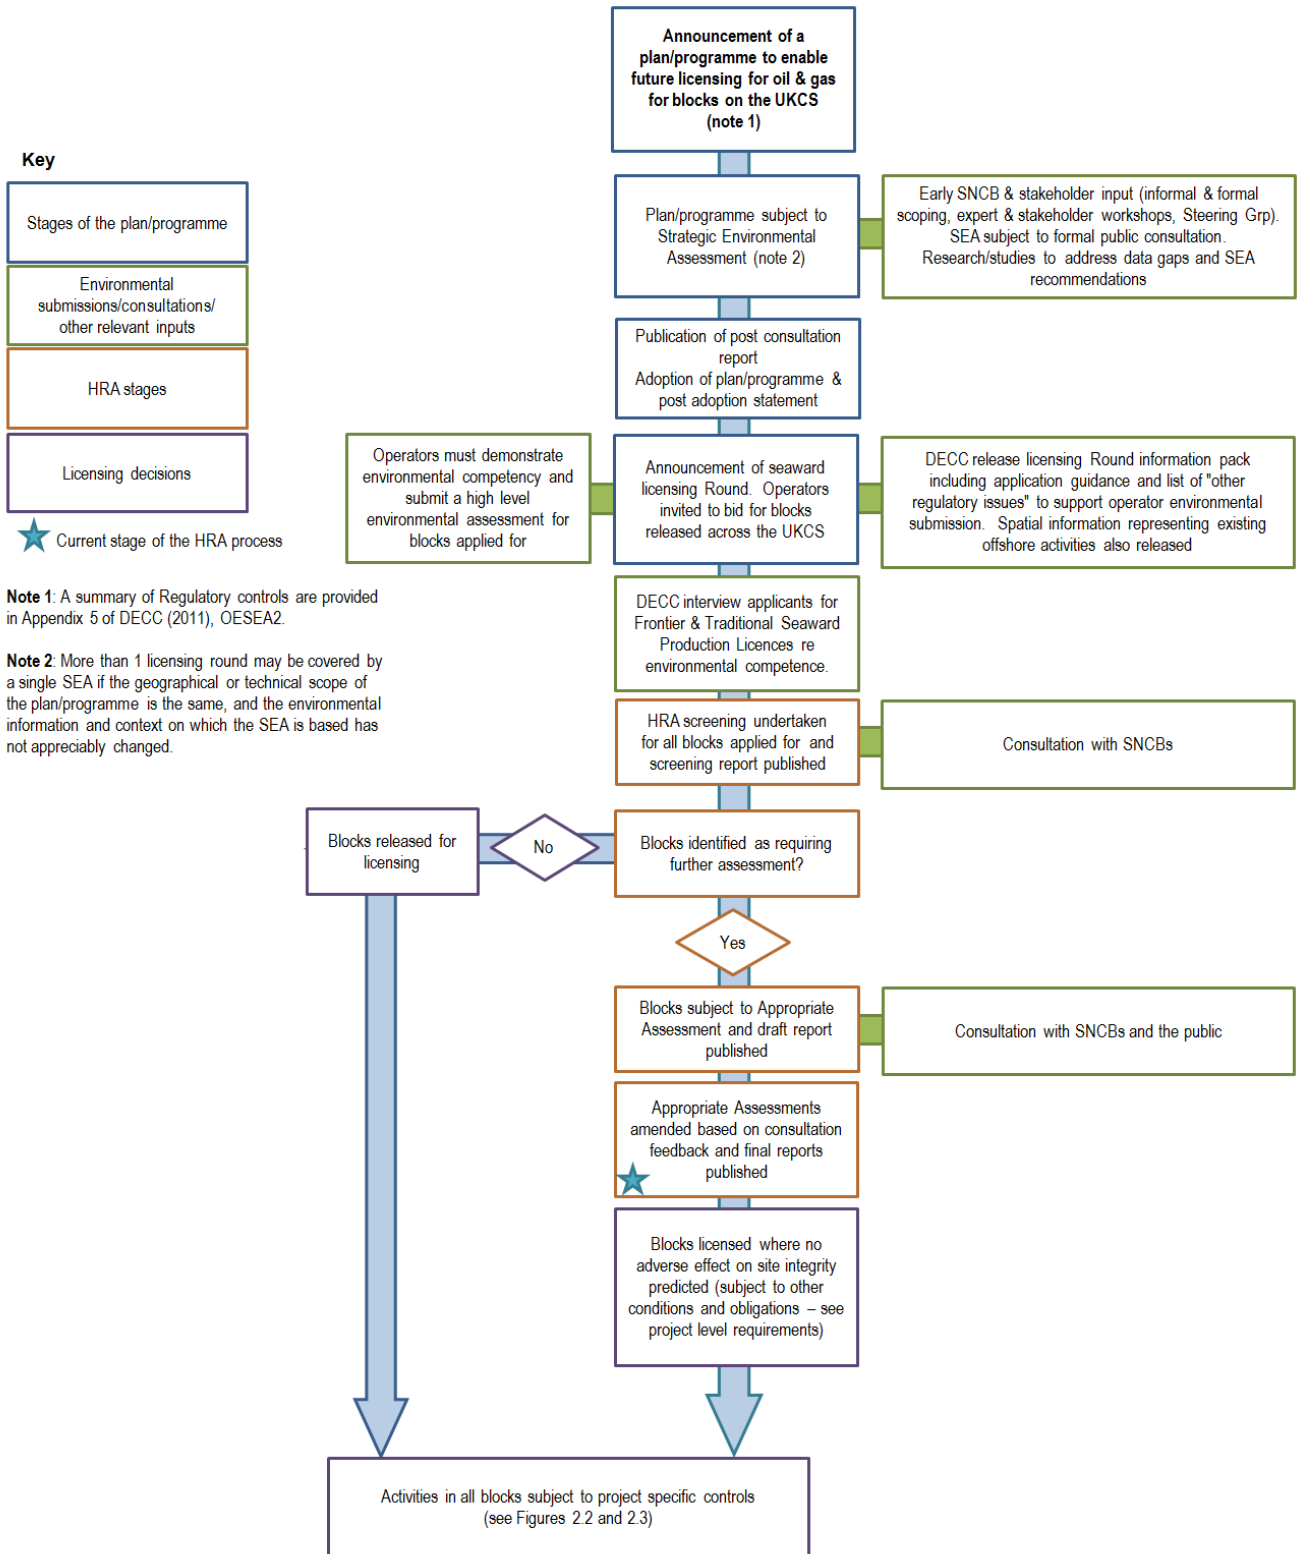 Announcement of a
plan/programme to enable
future licensing for oil & gas
for blocks on the UKCS
(note 1)
Key
Stages of the plan/programme
Environmental
submissions/consultations/
other relevant inputs
HRA stages
Licensing decisions
Current stage of the HRA process
Note 1: A summary of Regulatory controls are provided
in Appendix 5 of DECC (2011), OESEA2.
Note 2: More than 1 licensing round may be covered by
a single SEA if the geographical or technical scope of
the plan/programme is the same, and the environmental
information and context on which the SEA is based has
not appreciably changed.
Plan/programme subject to
Strategic Environmental
Assessment (note 2)
Early SNCB & stakeholder input (informal & formal
scoping, expert & stakeholder workshops, Steering Grp).
SEA subject to formal public consultation.
Research/studies to address data gaps and SEA
recommendations
Publication of post consultation
report
Adoption of plan/programme &
post adoption statement
Operators must demonstrate
environmental competency and
submit a high level
environmental assessment for
blocks applied for
Announcement of seaward
licensing Round. Operators
invited to bid for blocks
released across the UKCS
DECC release licensing Round information pack
including application guidance and list of "other
regulatory issues" to support operator environmental
submission. Spatial information representing existing
offshore activities also released
DECC interview applicants for
Frontier & Traditional Seaward
Production Licences re
environmental competence.
HRA screening undertaken
for all blocks applied for and
screening report published
Consultation with SNCBs
Blocks released for
licensing
No
Blocks identified as requiring
further assessment?
Yes
Blocks subject to Appropriate
Assessment and draft report
published
Consultation with SNCBs and the public
Appropriate Assessments
amended based on consultation
feedback and final reports
published
Blocks licensed where no
adverse effect on site integrity
predicted (subject to other
conditions and obligations – see
project level requirements)
Activities in all blocks subject to project specific controls
(see Figures 2.2 and 2.3)